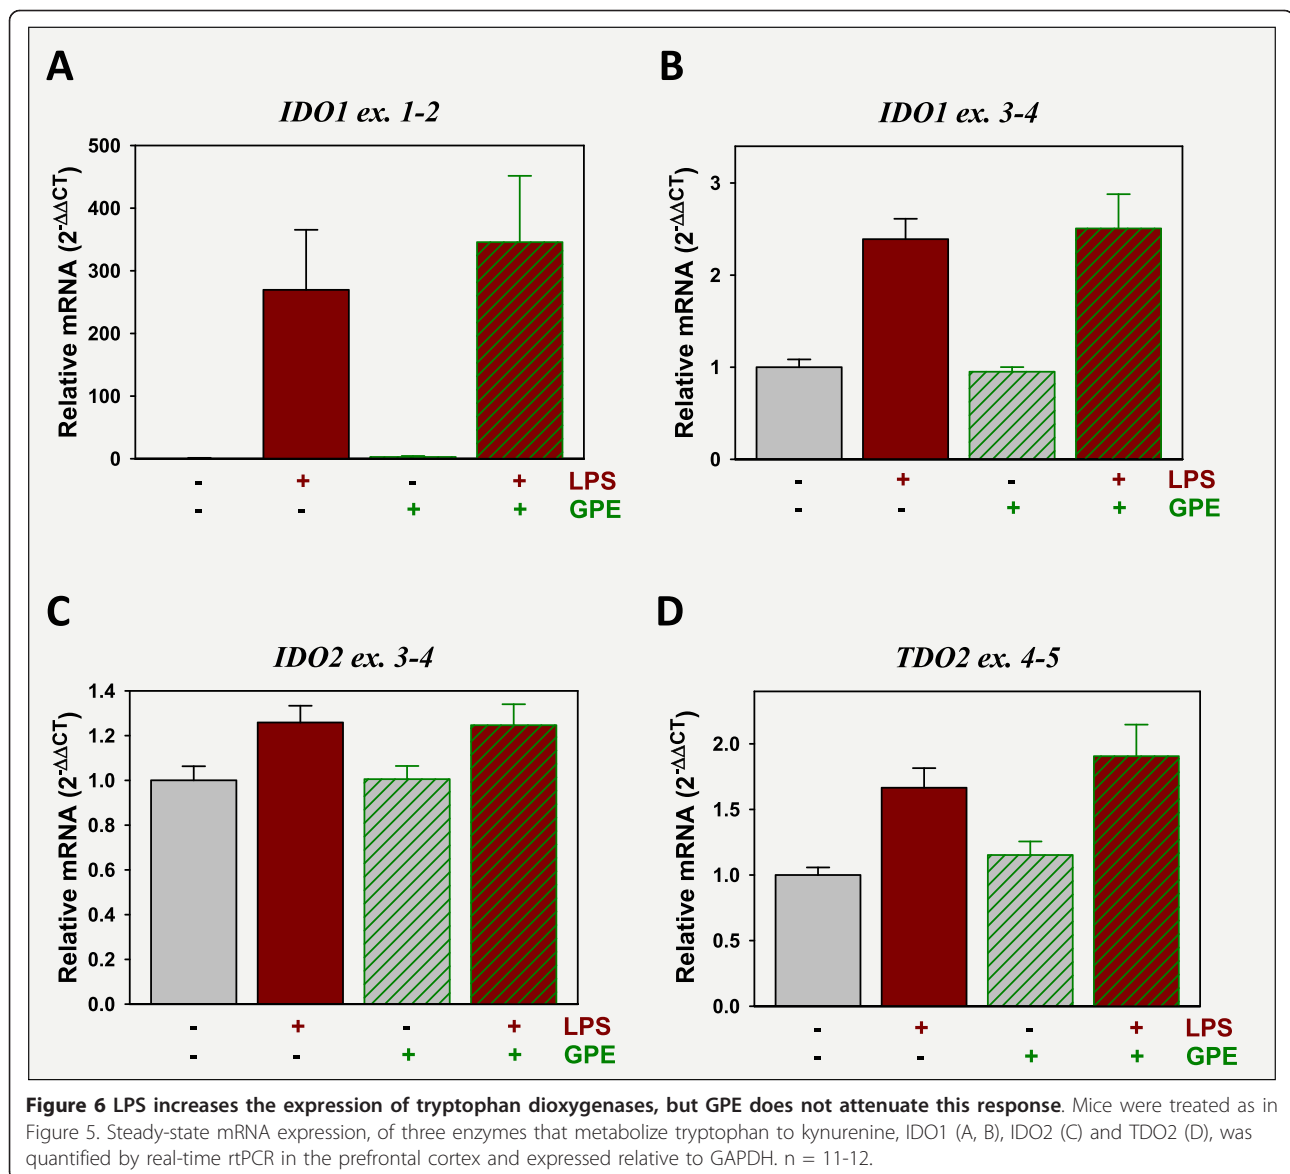 A
IDO1 ex. 1-2
Relative mRNA (2^-ΔΔCT)
500
400
300
200
100
0
- + - + LPS
- - + + GPE
B
IDO1 ex. 3-4
Relative mRNA (2^-ΔΔCT)
3
2
1
0
- + - + LPS
- - + + GPE
C
IDO2 ex. 3-4
Relative mRNA (2^-ΔΔCT)
1.4
1.2
1.0
0.8
0.6
0.4
0.2
0.0
- + - + LPS
- - + + GPE
D
TDO2 ex. 4-5
Relative mRNA (2^-ΔΔCT)
2.0
1.5
1.0
0.5
0.0
- + - + LPS
- - + + GPE
Figure 6 LPS increases the expression of tryptophan dioxygenases, but GPE does not attenuate this response. Mice were treated as in
Figure 5. Steady-state mRNA expression, of three enzymes that metabolize tryptophan to kynurenine, IDO1 (A, B), IDO2 (C) and TDO2 (D), was
quantified by real-time rtPCR in the prefrontal cortex and expressed relative to GAPDH. n = 11-12.